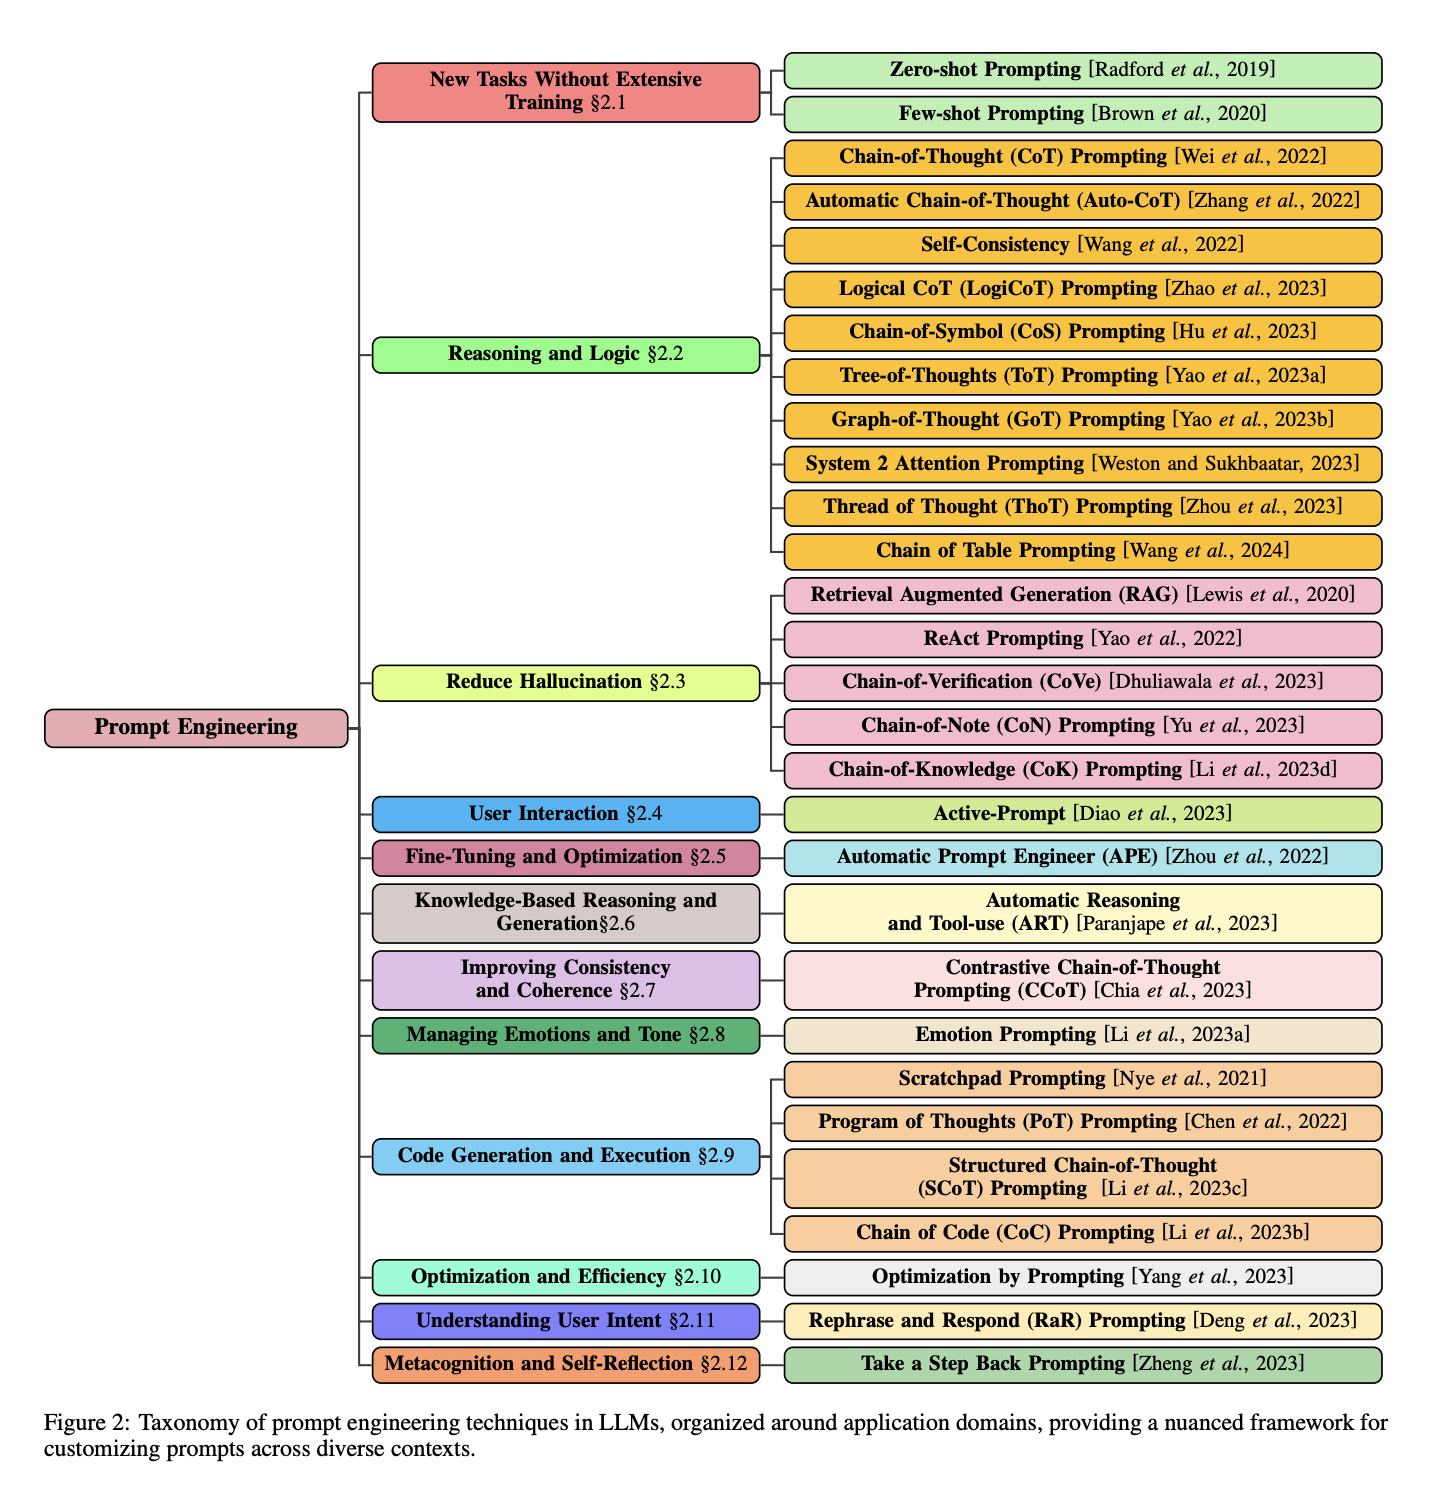 New Tasks Without Extensive
Training §2.1
Zero-shot Prompting [Radford et al., 2019]
Few-shot Prompting [Brown et al., 2020]
Chain-of-Thought (CoT) Prompting [Wei et al., 2022]
Automatic Chain-of-Thought (Auto-CoT) [Zhang et al., 2022]
Self-Consistency [Wang et al., 2022]
Logical CoT (LogiCoT) Prompting [Zhao et al., 2023]
Chain-of-Symbol (CoS) Prompting [Hu et al., 2023]
Reasoning and Logic §2.2
Tree-of-Thoughts (ToT) Prompting [Yao et al., 2023a]
Graph-of-Thought (GoT) Prompting [Yao et al., 2023b]
System 2 Attention Prompting [Weston and Sukhbaatar, 2023]
Thread of Thought (ThoT) Prompting [Zhou et al., 2023]
Chain of Table Prompting [Wang et al., 2024]
Retrieval Augmented Generation (RAG) [Lewis et al., 2020]
ReAct Prompting [Yao et al., 2022]
Reduce Hallucination §2.3
Chain-of-Verification (CoVe) [Dhuliawala et al., 2023]
Chain-of-Note (CoN) Prompting [Yu et al., 2023]
Chain-of-Knowledge (CoK) Prompting [Li et al., 2023d]
Prompt Engineering
User Interaction §2.4
Active-Prompt [Diao et al., 2023]
Fine-Tuning and Optimization §2.5
Automatic Prompt Engineer (APE) [Zhou et al., 2022]
Knowledge-Based Reasoning and
Generation§2.6
Automatic Reasoning
and Tool-use (ART) [Paranjape et al., 2023]
Improving Consistency
and Coherence §2.7
Contrastive Chain-of-Thought
Prompting (CCoT) [Chia et al., 2023]
Managing Emotions and Tone §2.8
Emotion Prompting [Li et al., 2023a]
Scratchpad Prompting [Nye et al., 2021]
Program of Thoughts (PoT) Prompting [Chen et al., 2022]
Code Generation and Execution §2.9
Structured Chain-of-Thought
(SCoT) Prompting [Li et al., 2023c]
Chain of Code (CoC) Prompting [Li et al., 2023b]
Optimization and Efficiency §2.10
Optimization by Prompting [Yang et al., 2023]
Understanding User Intent §2.11
Rephrase and Respond (RaR) Prompting [Deng et al., 2023]
Metacognition and Self-Reflection §2.12
Take a Step Back Prompting [Zheng et al., 2023]
Figure 2: Taxonomy of prompt engineering techniques in LLMs, organized around application domains, providing a nuanced framework for
customizing prompts across diverse contexts.